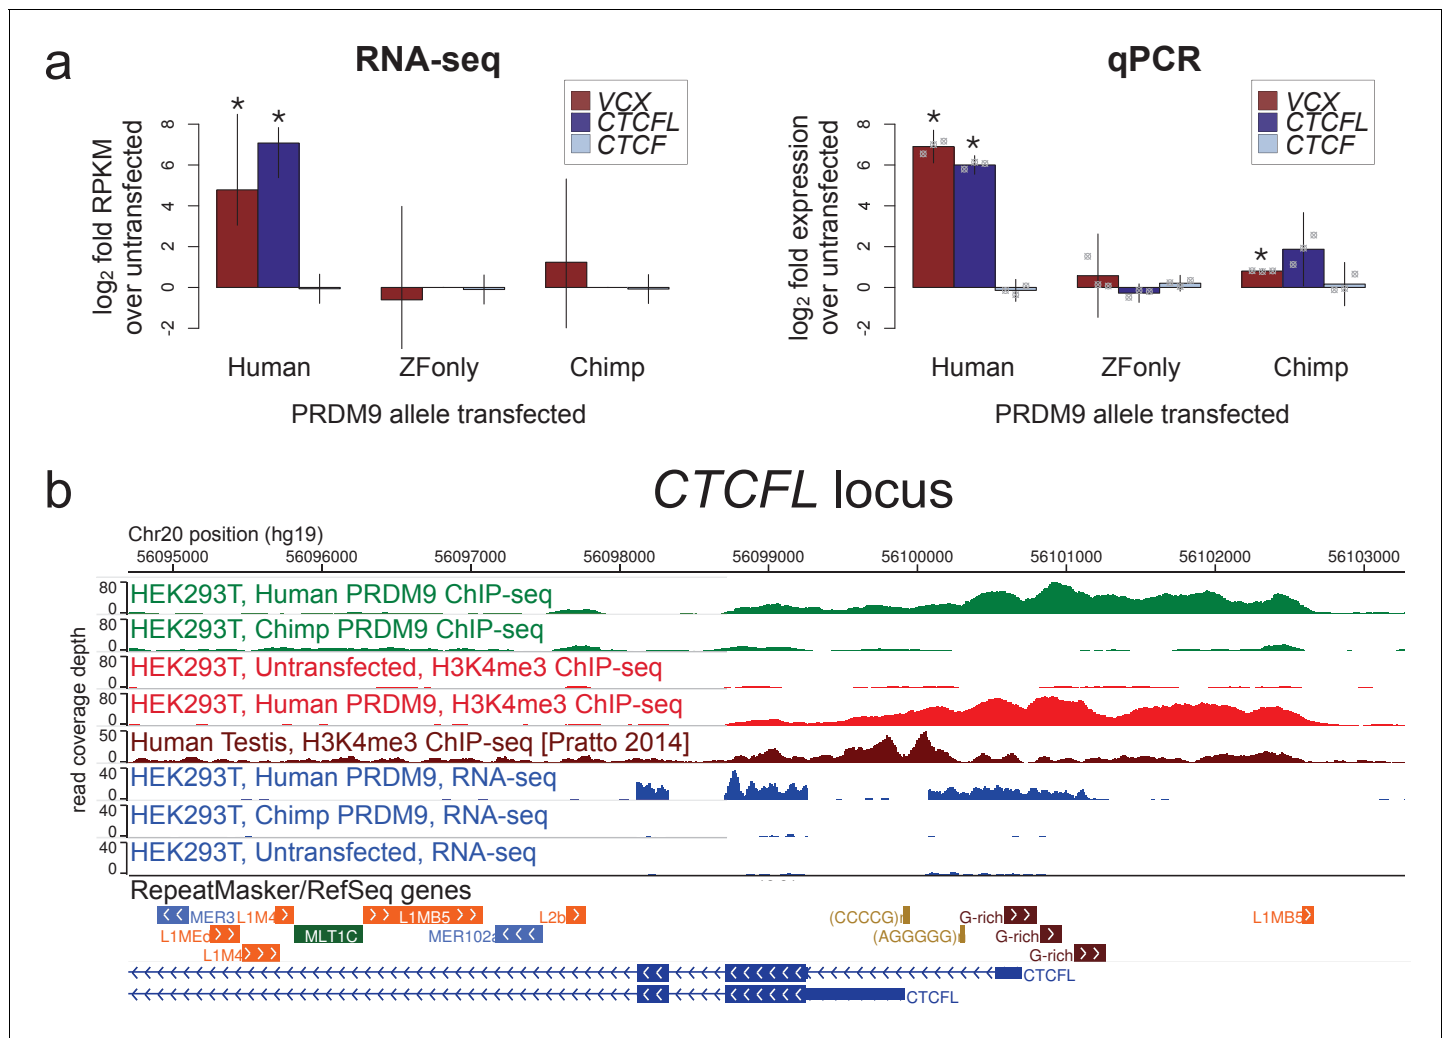 a
RNA-seq
qPCR
VCX
CTCFL
CTCF
VCX
CTCFL
CTCF
log2 fold RPKM
over untransfected
8
6
4
2
0
-2
* *
Human ZFonly Chimp
PRDM9 allele transfected
log2 fold expression
over untransfected
8
6
4
2
0
-2
* * *
Human ZFonly Chimp
PRDM9 allele transfected
b
CTCFL locus
Chr20 position (hg19)
56095000 56096000 56097000 56098000 56099000 56100000 56101000 56102000 56103000
read coverage depth
80 HEK293T, Human PRDM9 ChIP-seq
0
80 HEK293T, Chimp PRDM9 ChIP-seq
0
80 HEK293T, Untransfected, H3K4me3 ChIP-seq
0
80 HEK293T, Human PRDM9, H3K4me3 ChIP-seq
0
50 Human Testis, H3K4me3 ChIP-seq [Pratto 2014]
0
40 HEK293T, Human PRDM9, RNA-seq
0
40 HEK293T, Chimp PRDM9, RNA-seq
0
40 HEK293T, Untransfected, RNA-seq
0
RepeatMasker/RefSeq genes
MER3 L1M4 L1MB5 L2b (CCCCG)n G-rich L1MB5
L1MEc MLT1C MER102a (AGGGGG)n G-rich
L1M4 G-rich
CTCFL
CTCFL